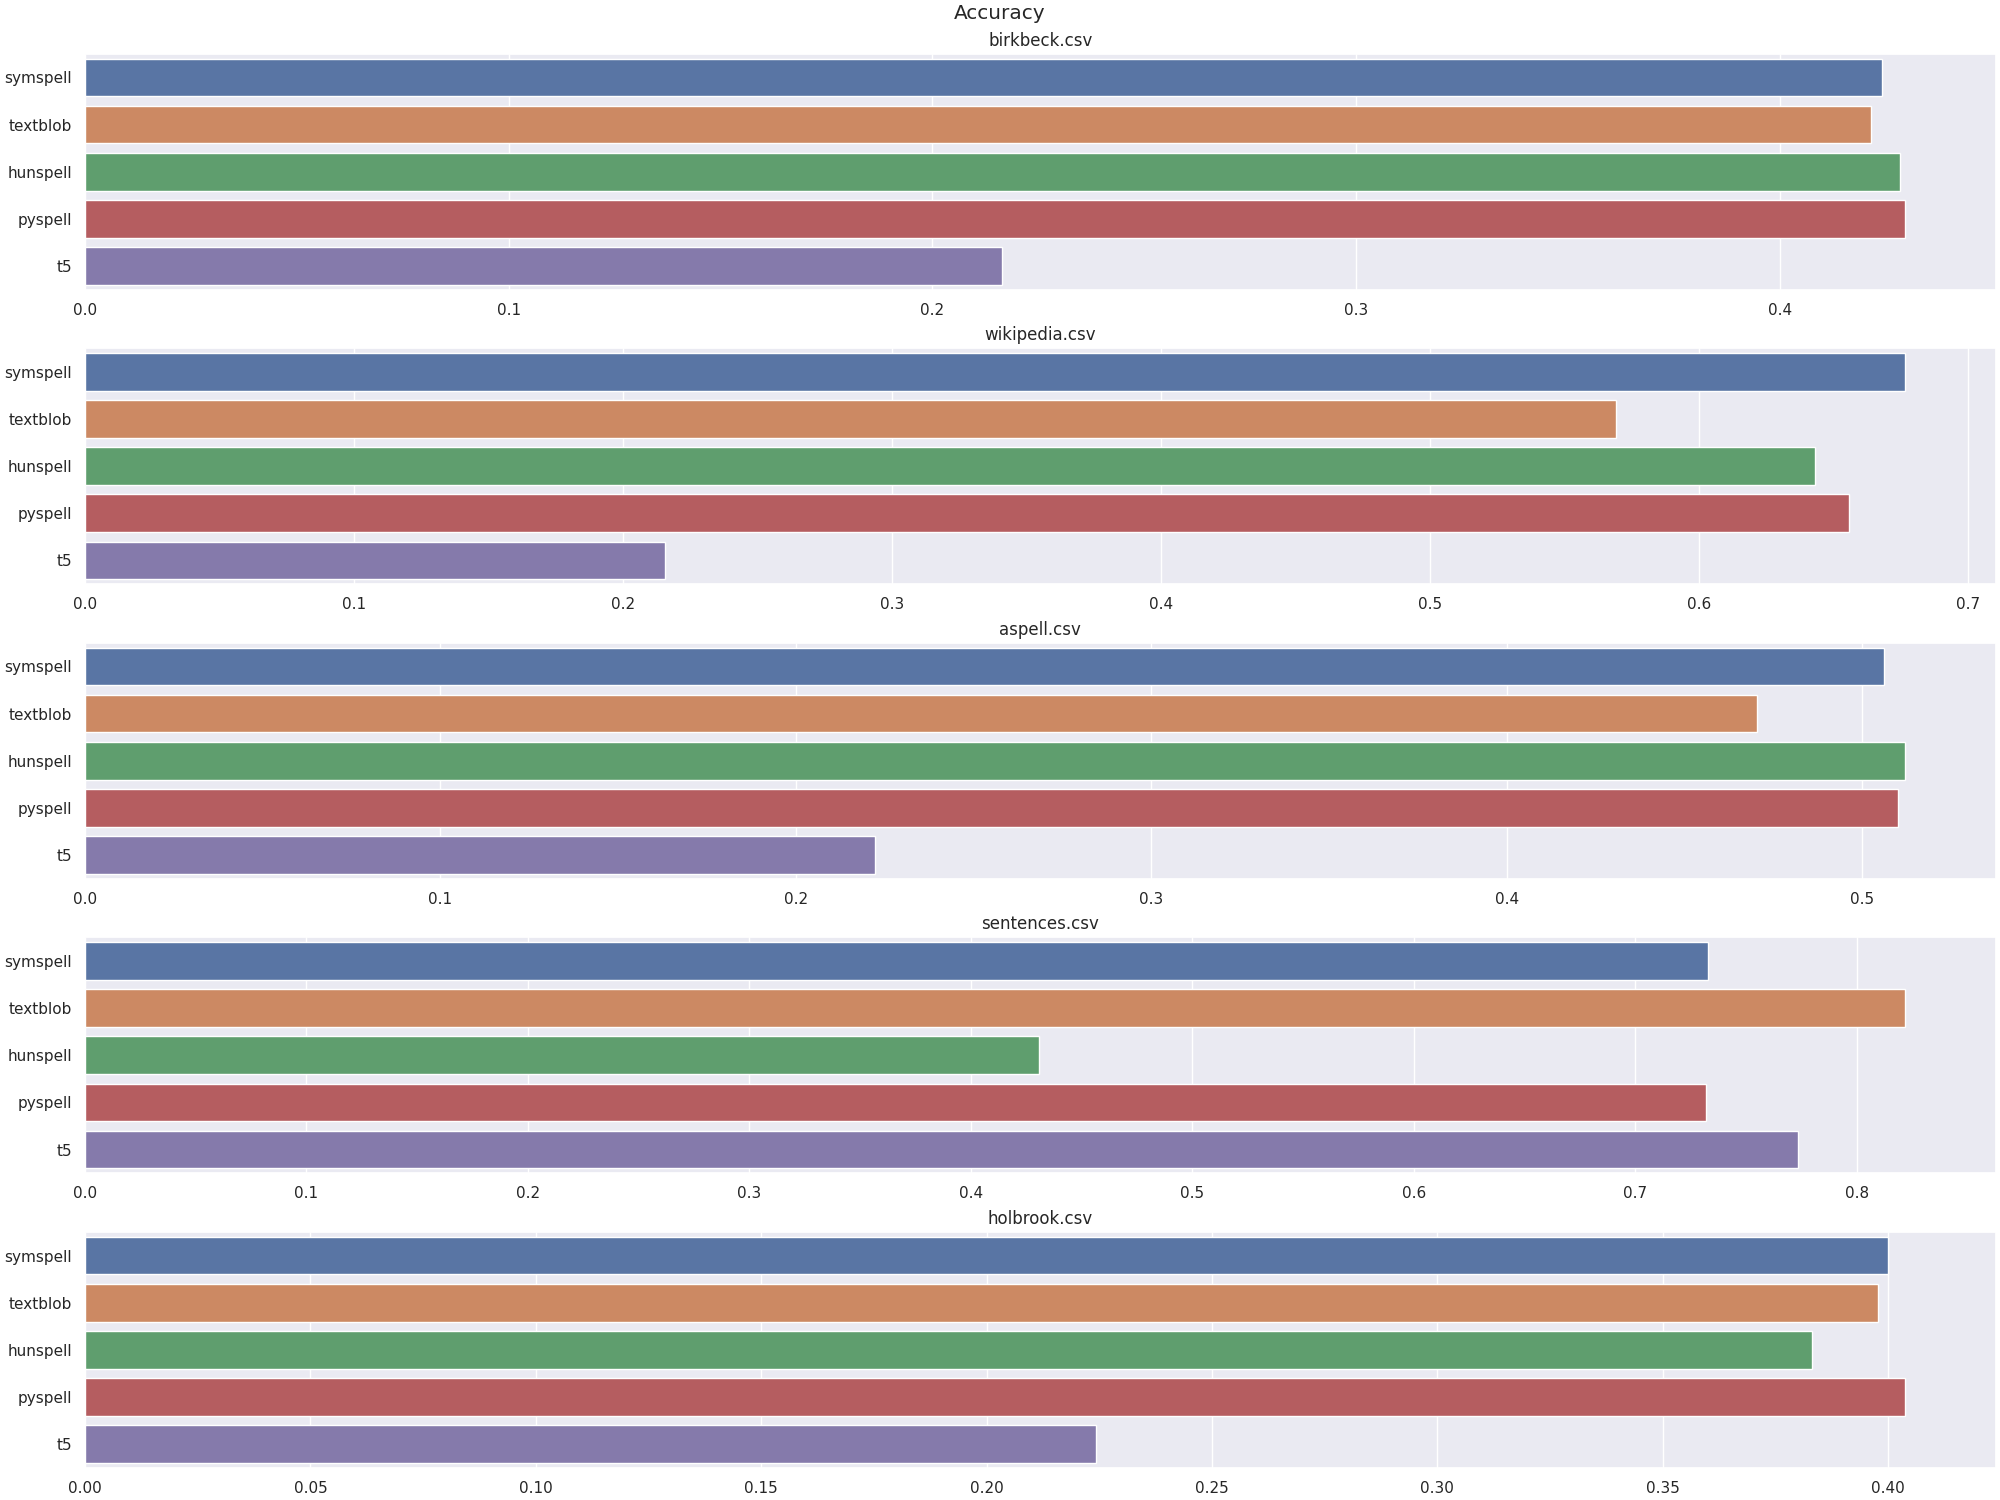 Accuracy
birkbeck.csv
symspell
textblob
hunspell
pyspell
t5
0.0 0.1 0.2 0.3 0.4
wikipedia.csv
symspell
textblob
hunspell
pyspell
t5
0.0 0.1 0.2 0.3 0.4 0.5 0.6 0.7
aspell.csv
symspell
textblob
hunspell
pyspell
t5
0.0 0.1 0.2 0.3 0.4 0.5
sentences.csv
symspell
textblob
hunspell
pyspell
t5
0.0 0.1 0.2 0.3 0.4 0.5 0.6 0.7 0.8
holbrook.csv
symspell
textblob
hunspell
pyspell
t5
0.00 0.05 0.10 0.15 0.20 0.25 0.30 0.35 0.40